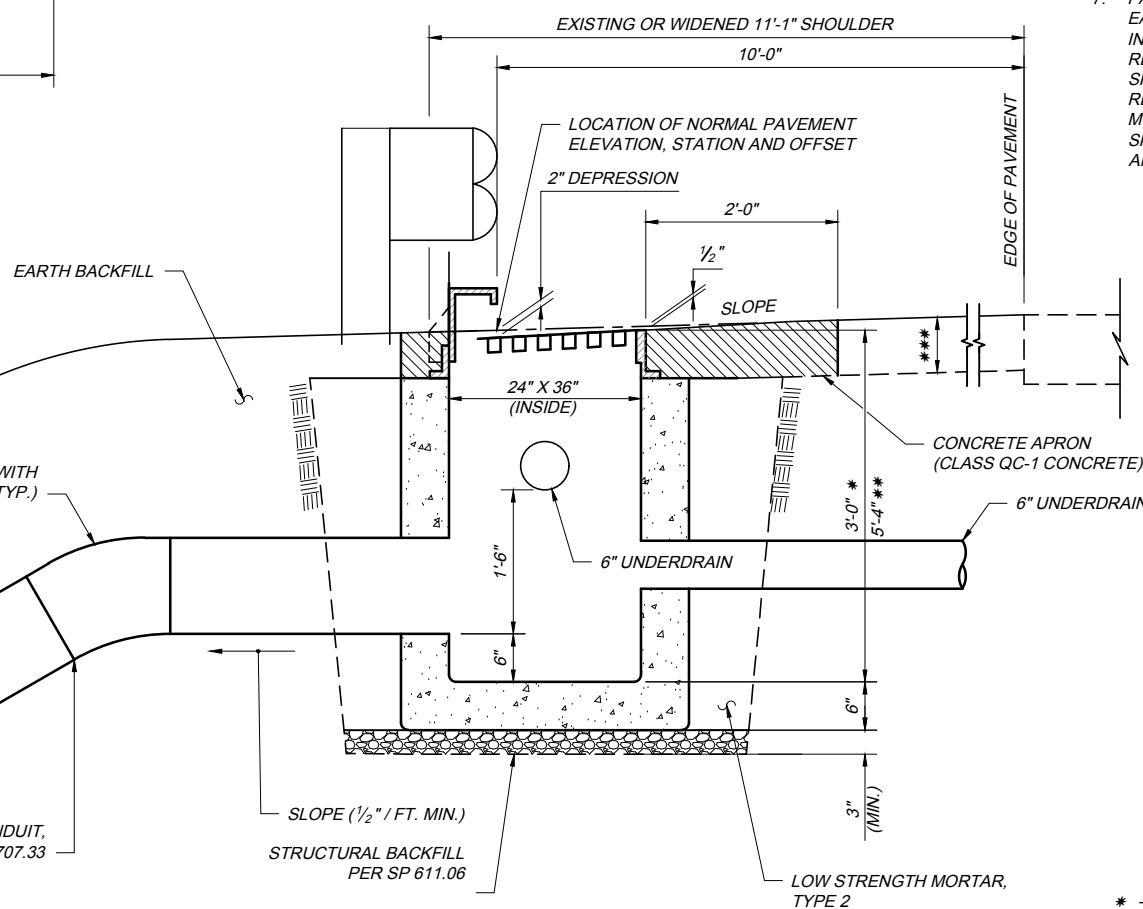 EXISTING OR WIDENED 11'-1" SHOULDER
10'-0"
LOCATION OF NORMAL PAVEMENT
ELEVATION, STATION AND OFFSET
2" DEPRESSION
2'-0"
1/2"
EDGE OF PAVEMENT
EARTH BACKFILL
SLOPE
***
24" X 36"
(INSIDE)
CONCRETE APRON
(CLASS QC-1 CONCRETE)
3'-0" *
5'-4" **
WITH
TYP.)
6" UNDERDRAIN
6" UNDERDRAIN
1'-6"
6"
6"
SLOPE (1/2" / FT. MIN.)
3"
(MIN.)
NDUIT,
707.33
STRUCTURAL BACKFILL
PER SP 611.06
LOW STRENGTH MORTAR,
TYPE 2
*